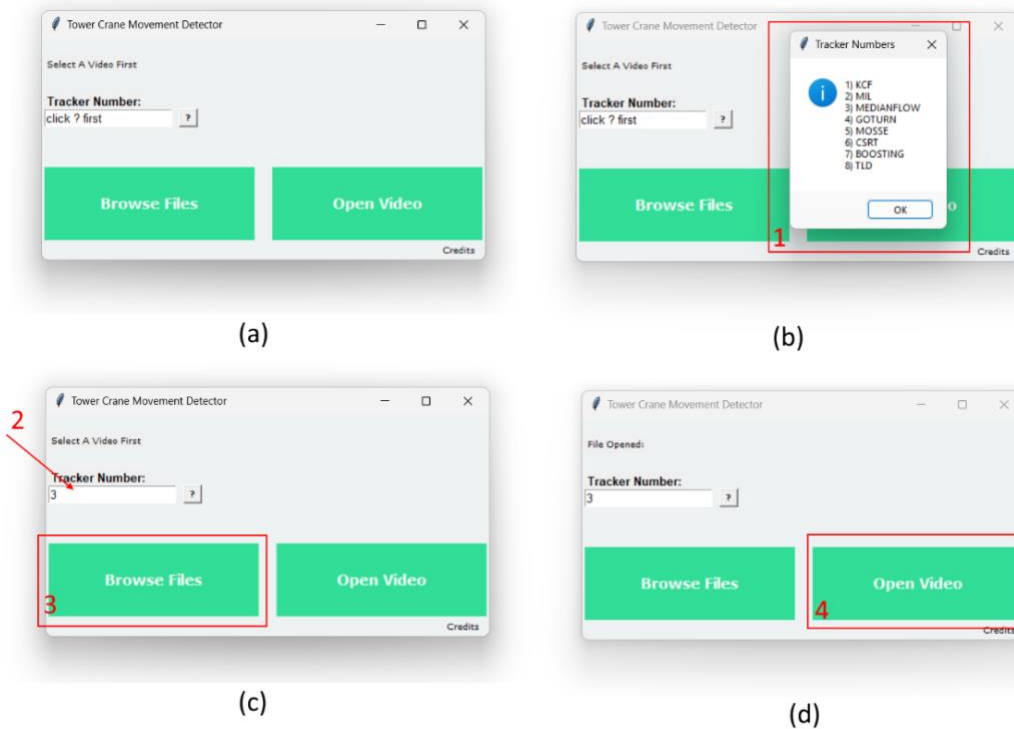 Tower Crane Movement Detector
Select A Video First
Tracker Number:
click ? first
?
Browse Files
Open Video
Credits
(a)
Tower Crane Movement Detector
Select A Video First
Tracker Number:
click ? first
?
Browse Files
Credits
Tracker Numbers
1) KCF
2) MIL
3) MEDIANFLOW
4) GOTURN
5) MOSSE
6) CSRT
7) BOOSTING
8) TLD
OK
o
1
(b)
2
Tower Crane Movement Detector
Select A Video First
Tracker Number:
3
?
Browse Files
Open Video
3
Credits
(c)
Tower Crane Movement Detector
File Opened:
Tracker Number:
3
?
Browse Files
Open Video
4
Credits
(d)